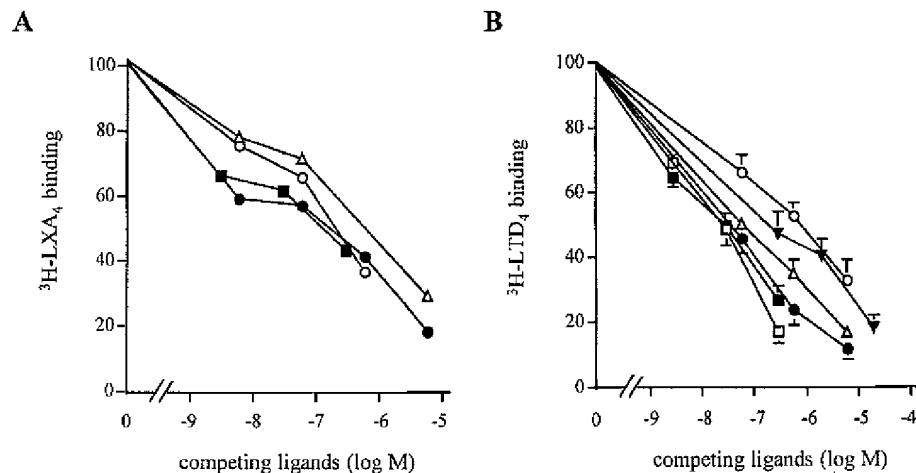 A
B
100
80
60
40
20
0
³H-LXA₄ binding
0 -8 -7 -6 -5
competing ligands (log M)
100
80
60
40
20
0
³H-LTD₄ binding
0 -9 -8 -7 -6 -5 -4
competing ligands (log M)